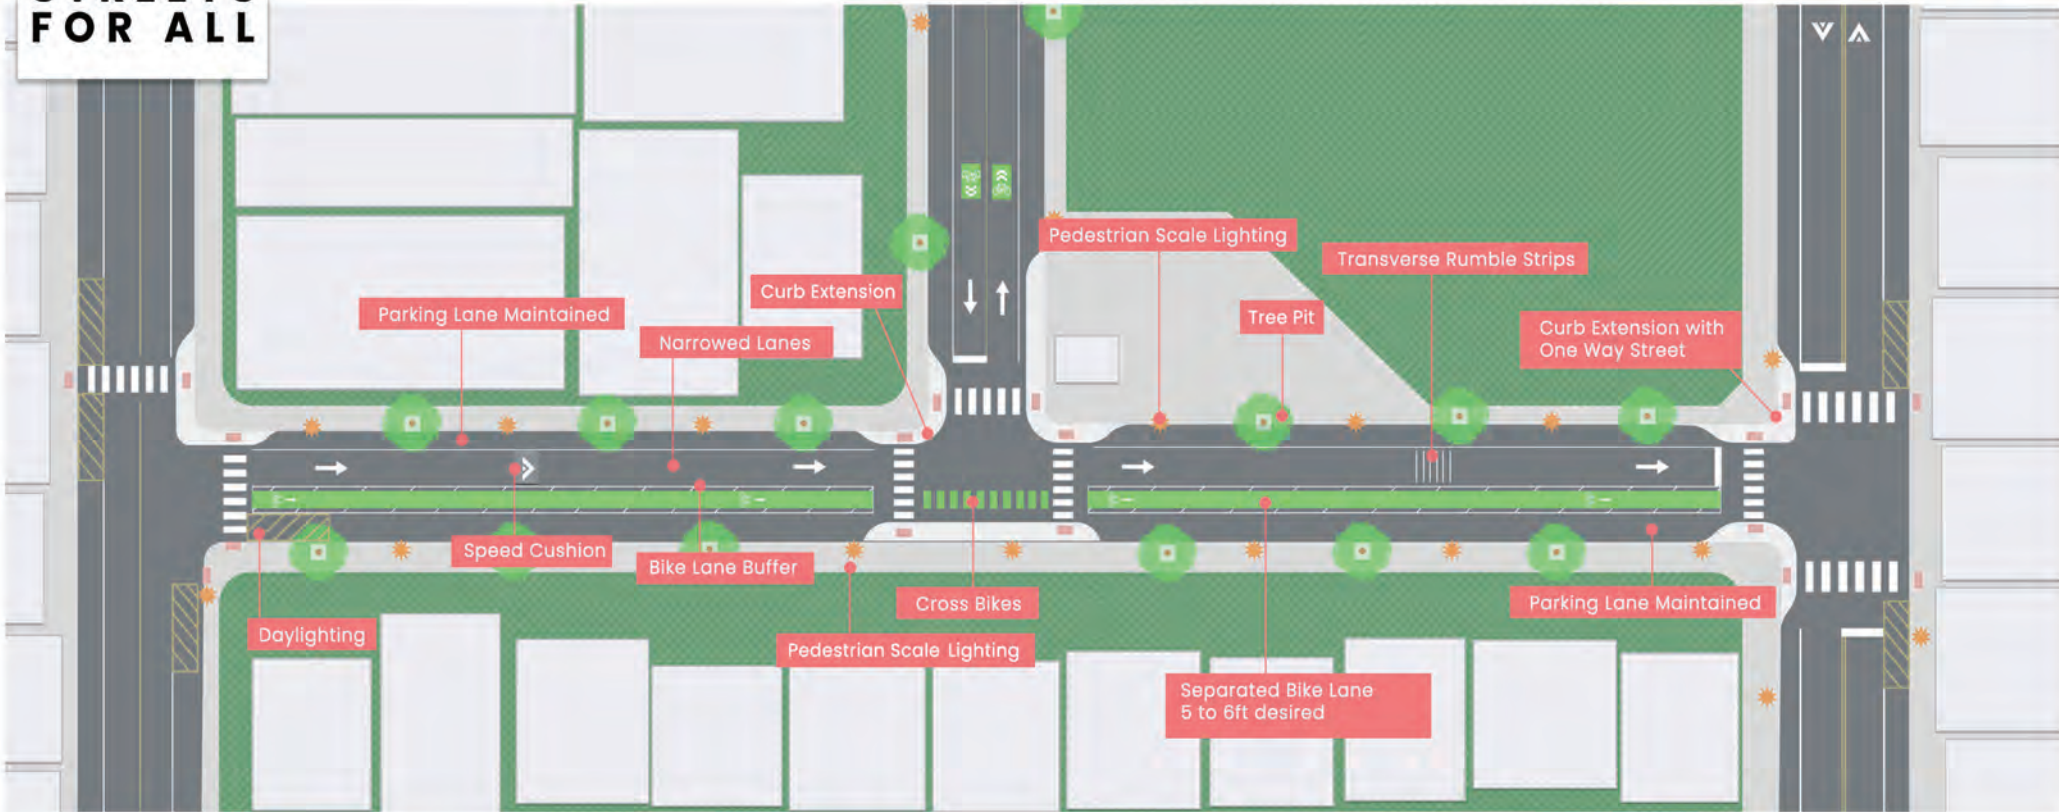 FOR ALL
Pedestrian Scale Lighting
Transverse Rumble Strips
Curb Extension
Parking Lane Maintained
Tree Pit
Narrowed Lanes
Curb Extension with
One Way Street
Speed Cushion
Bike Lane Buffer
Cross Bikes
Parking Lane Maintained
Daylighting
Pedestrian Scale Lighting
Separated Bike Lane
5 to 6ft desired